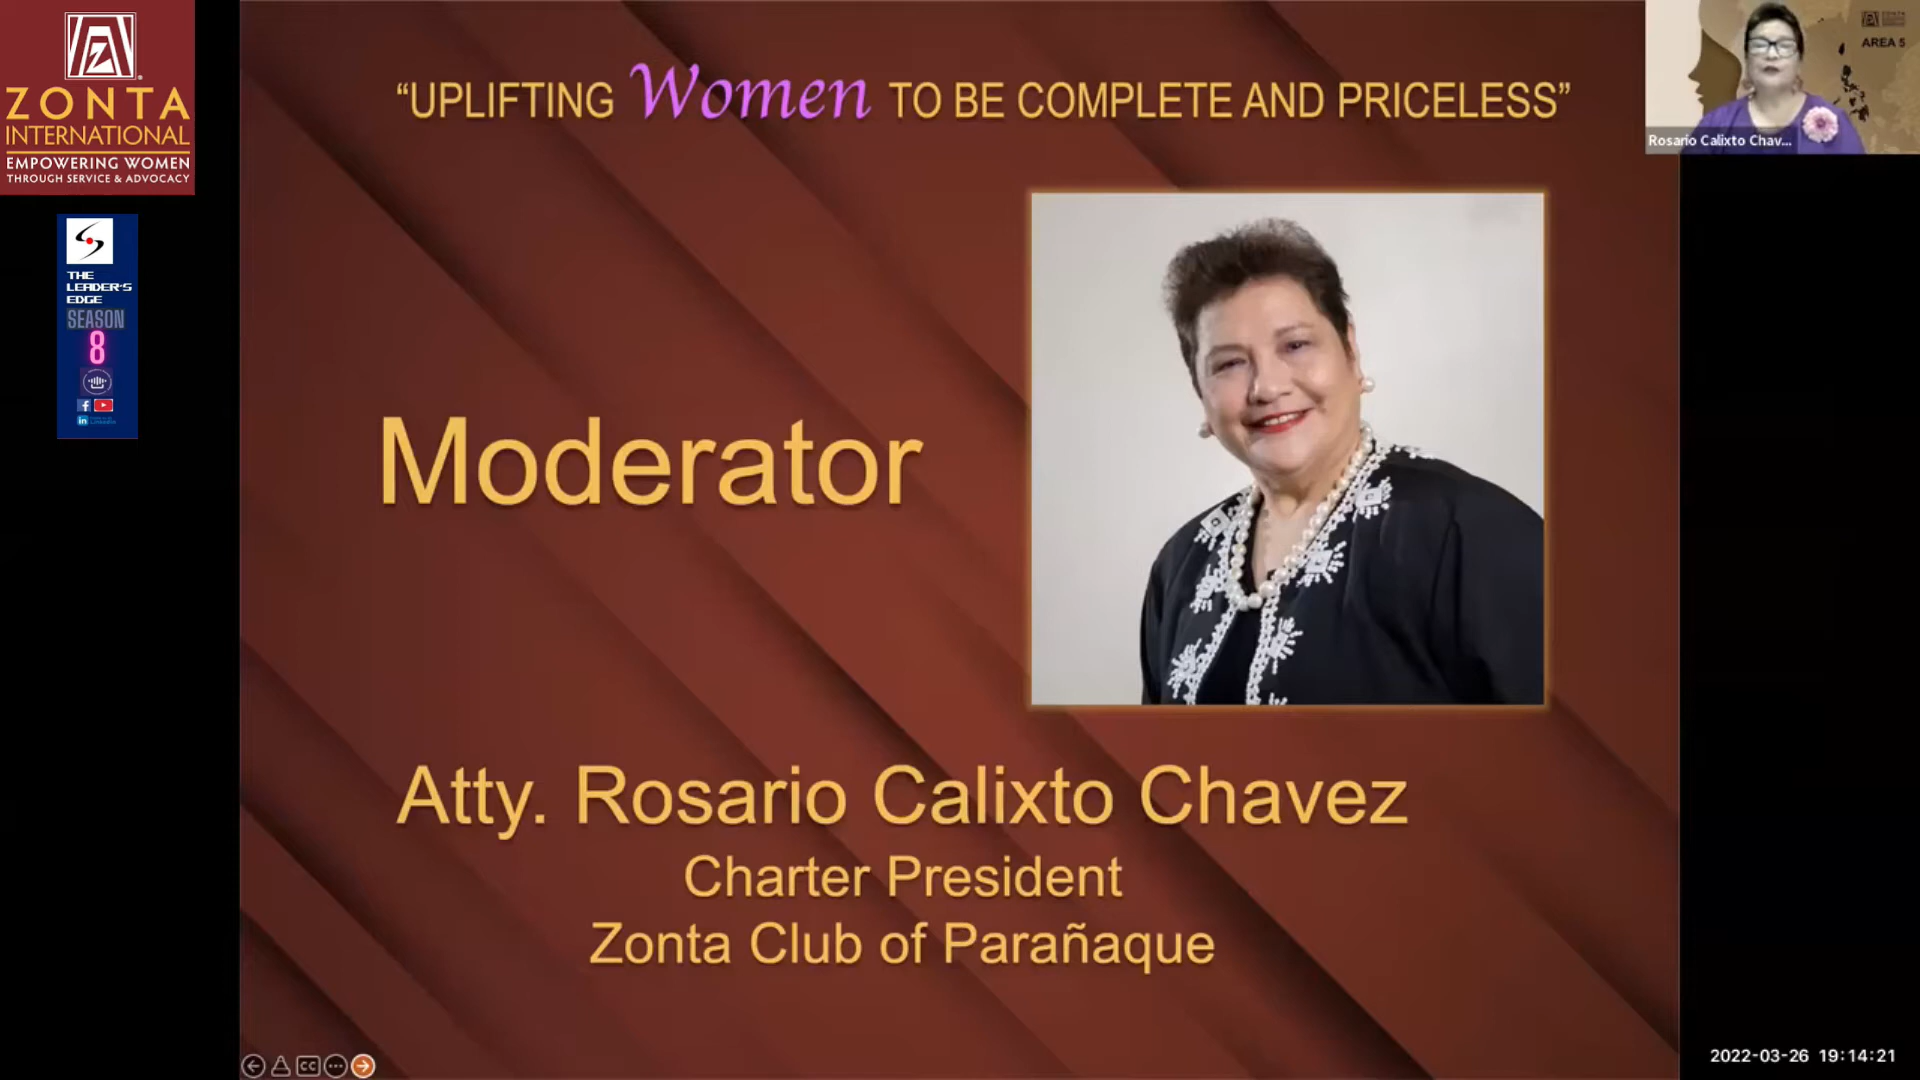 ZONTA
INTERNATIONAL
EMPOWERING WOMEN
THROUGH SERVICE & ADVOCACY
THE
LEADER'S
EDGE
SEASON
8
“UPLIFTING Women TO BE COMPLETE AND PRICELESS”
AREA 5
Rosario Calixto Chav...
Moderator
Atty. Rosario Calixto Chavez
Charter President
Zonta Club of Parañaque
CC
2022-03-26 19:14:21